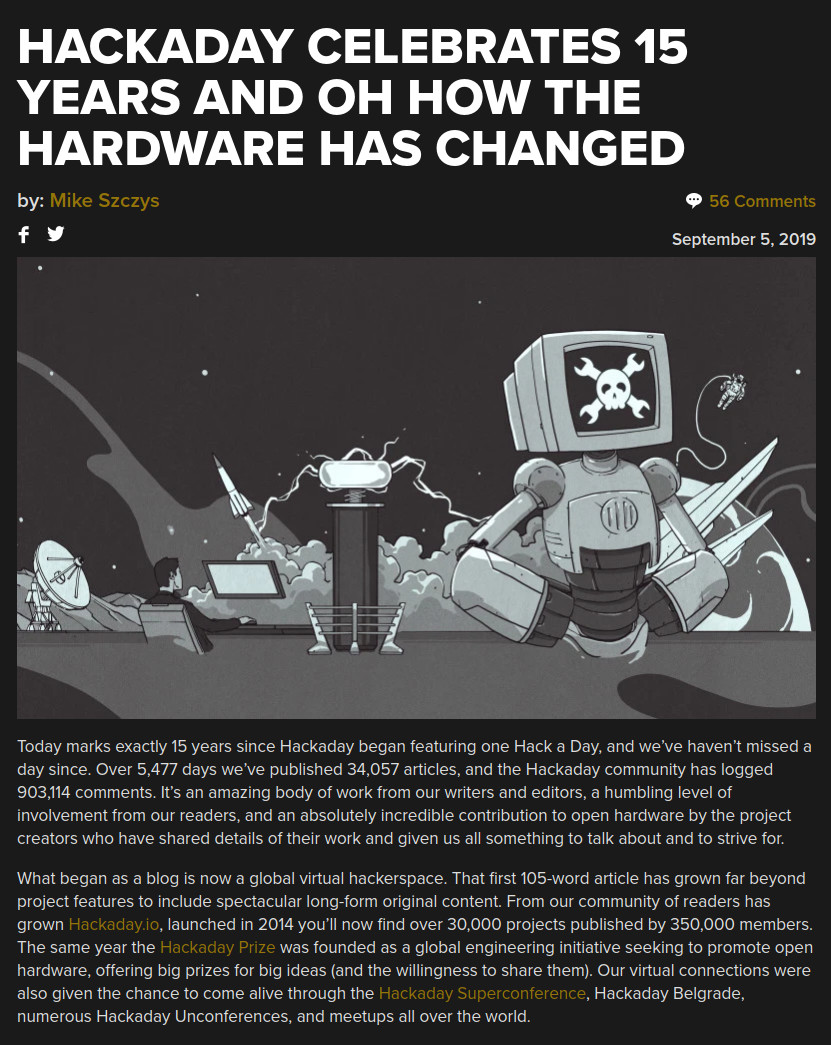 HACKADAY CELEBRATES 15
YEARS AND OH HOW THE
HARDWARE HAS CHANGED
by: Mike Szczys
56 Comments
September 5, 2019
Today marks exactly 15 years since Hackaday began featuring one Hack a Day, and we’ve haven’t missed a
day since. Over 5,477 days we’ve published 34,057 articles, and the Hackaday community has logged
903,114 comments. It’s an amazing body of work from our writers and editors, a humbling level of
involvement from our readers, and an absolutely incredible contribution to open hardware by the project
creators who have shared details of their work and given us all something to talk about and to strive for.
What began as a blog is now a global virtual hackerspace. That first 105-word article has grown far beyond
project features to include spectacular long-form original content. From our community of readers has
grown Hackaday.io, launched in 2014 you’ll now find over 30,000 projects published by 350,000 members.
The same year the Hackaday Prize was founded as a global engineering initiative seeking to promote open
hardware, offering big prizes for big ideas (and the willingness to share them). Our virtual connections were
also given the chance to come alive through the Hackaday Superconference, Hackaday Belgrade,
numerous Hackaday Unconferences, and meetups all over the world.